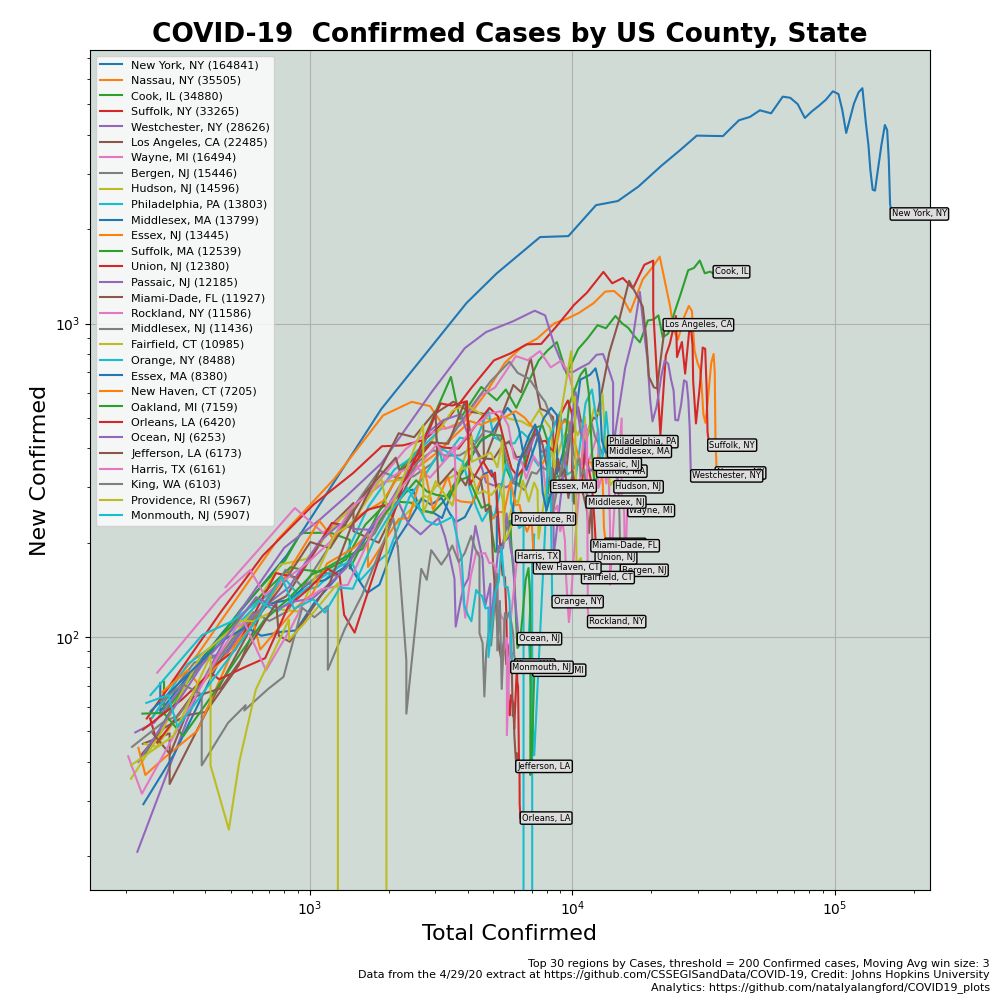 COVID-19  Confirmed Cases by US County, State
New York, NY (164841)
Nassau, NY (35505)
Cook, IL (34880)
Suffolk, NY (33265)
Westchester, NY (28626)
Los Angeles, CA (22485)
Wayne, MI (16494)
Bergen, NJ (15446)
Hudson, NJ (14596)
Philadelphia, PA (13803)
Middlesex, MA (13799)
Essex, NJ (13445)
Suffolk, MA (12539)
Union, NJ (12380)
Passaic, NJ (12185)
Miami-Dade, FL (11927)
Rockland, NY (11586)
Middlesex, NJ (11436)
Fairfield, CT (10985)
Orange, NY (8488)
Essex, MA (8380)
New Haven, CT (7205)
Oakland, MI (7159)
Orleans, LA (6420)
Ocean, NJ (6253)
Jefferson, LA (6173)
Harris, TX (6161)
King, WA (6103)
Providence, RI (5967)
Monmouth, NJ (5907)
New York, NY
Cook, IL
Los Angeles, CA
Philadelphia, PA
Suffolk, NY
Middlesex, MA
Passaic, NJ
Suffolk, MA
Westchester, NY
Essex, MA
Hudson, NJ
Middlesex, NJ
Wayne, MI
Providence, RI
Miami-Dade, FL
Harris, TX
Union, NJ
New Haven, CT
Bergen, NJ
Fairfield, CT
Orange, NY
Rockland, NY
Ocean, NJ
Monmouth, NJ
MI
Jefferson, LA
Orleans, LA
10³
10²
New Confirmed
10³
10⁴
10⁵
Total Confirmed
Top 30 regions by Cases, threshold = 200 Confirmed cases, Moving Avg win size: 3
Data from the 4/29/20 extract at https://github.com/CSSEGISandData/COVID-19, Credit: Johns Hopkins University
Analytics: https://github.com/natalyalangford/COVID19_plots